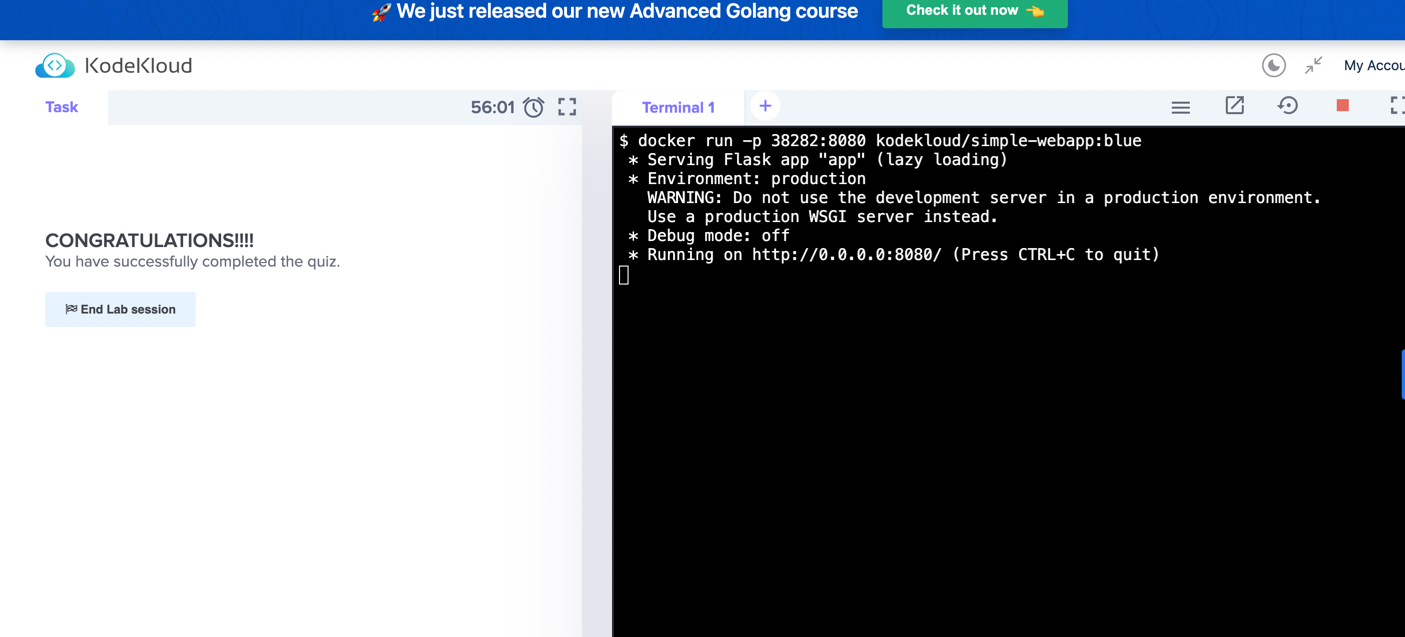 🚀 We just released our new Advanced Golang course
Check it out now 👈
KodeKloud
My Accou
Task
56:01
Terminal 1
+
CONGRATULATIONS!!!!
You have successfully completed the quiz.
End Lab session
$ docker run -p 38282:8080 kodekloud/simple-webapp:blue
* Serving Flask app "app" (lazy loading)
* Environment: production
WARNING: Do not use the development server in a production environment.
Use a production WSGI server instead.
* Debug mode: off
* Running on http://0.0.0.0:8080/ (Press CTRL+C to quit)